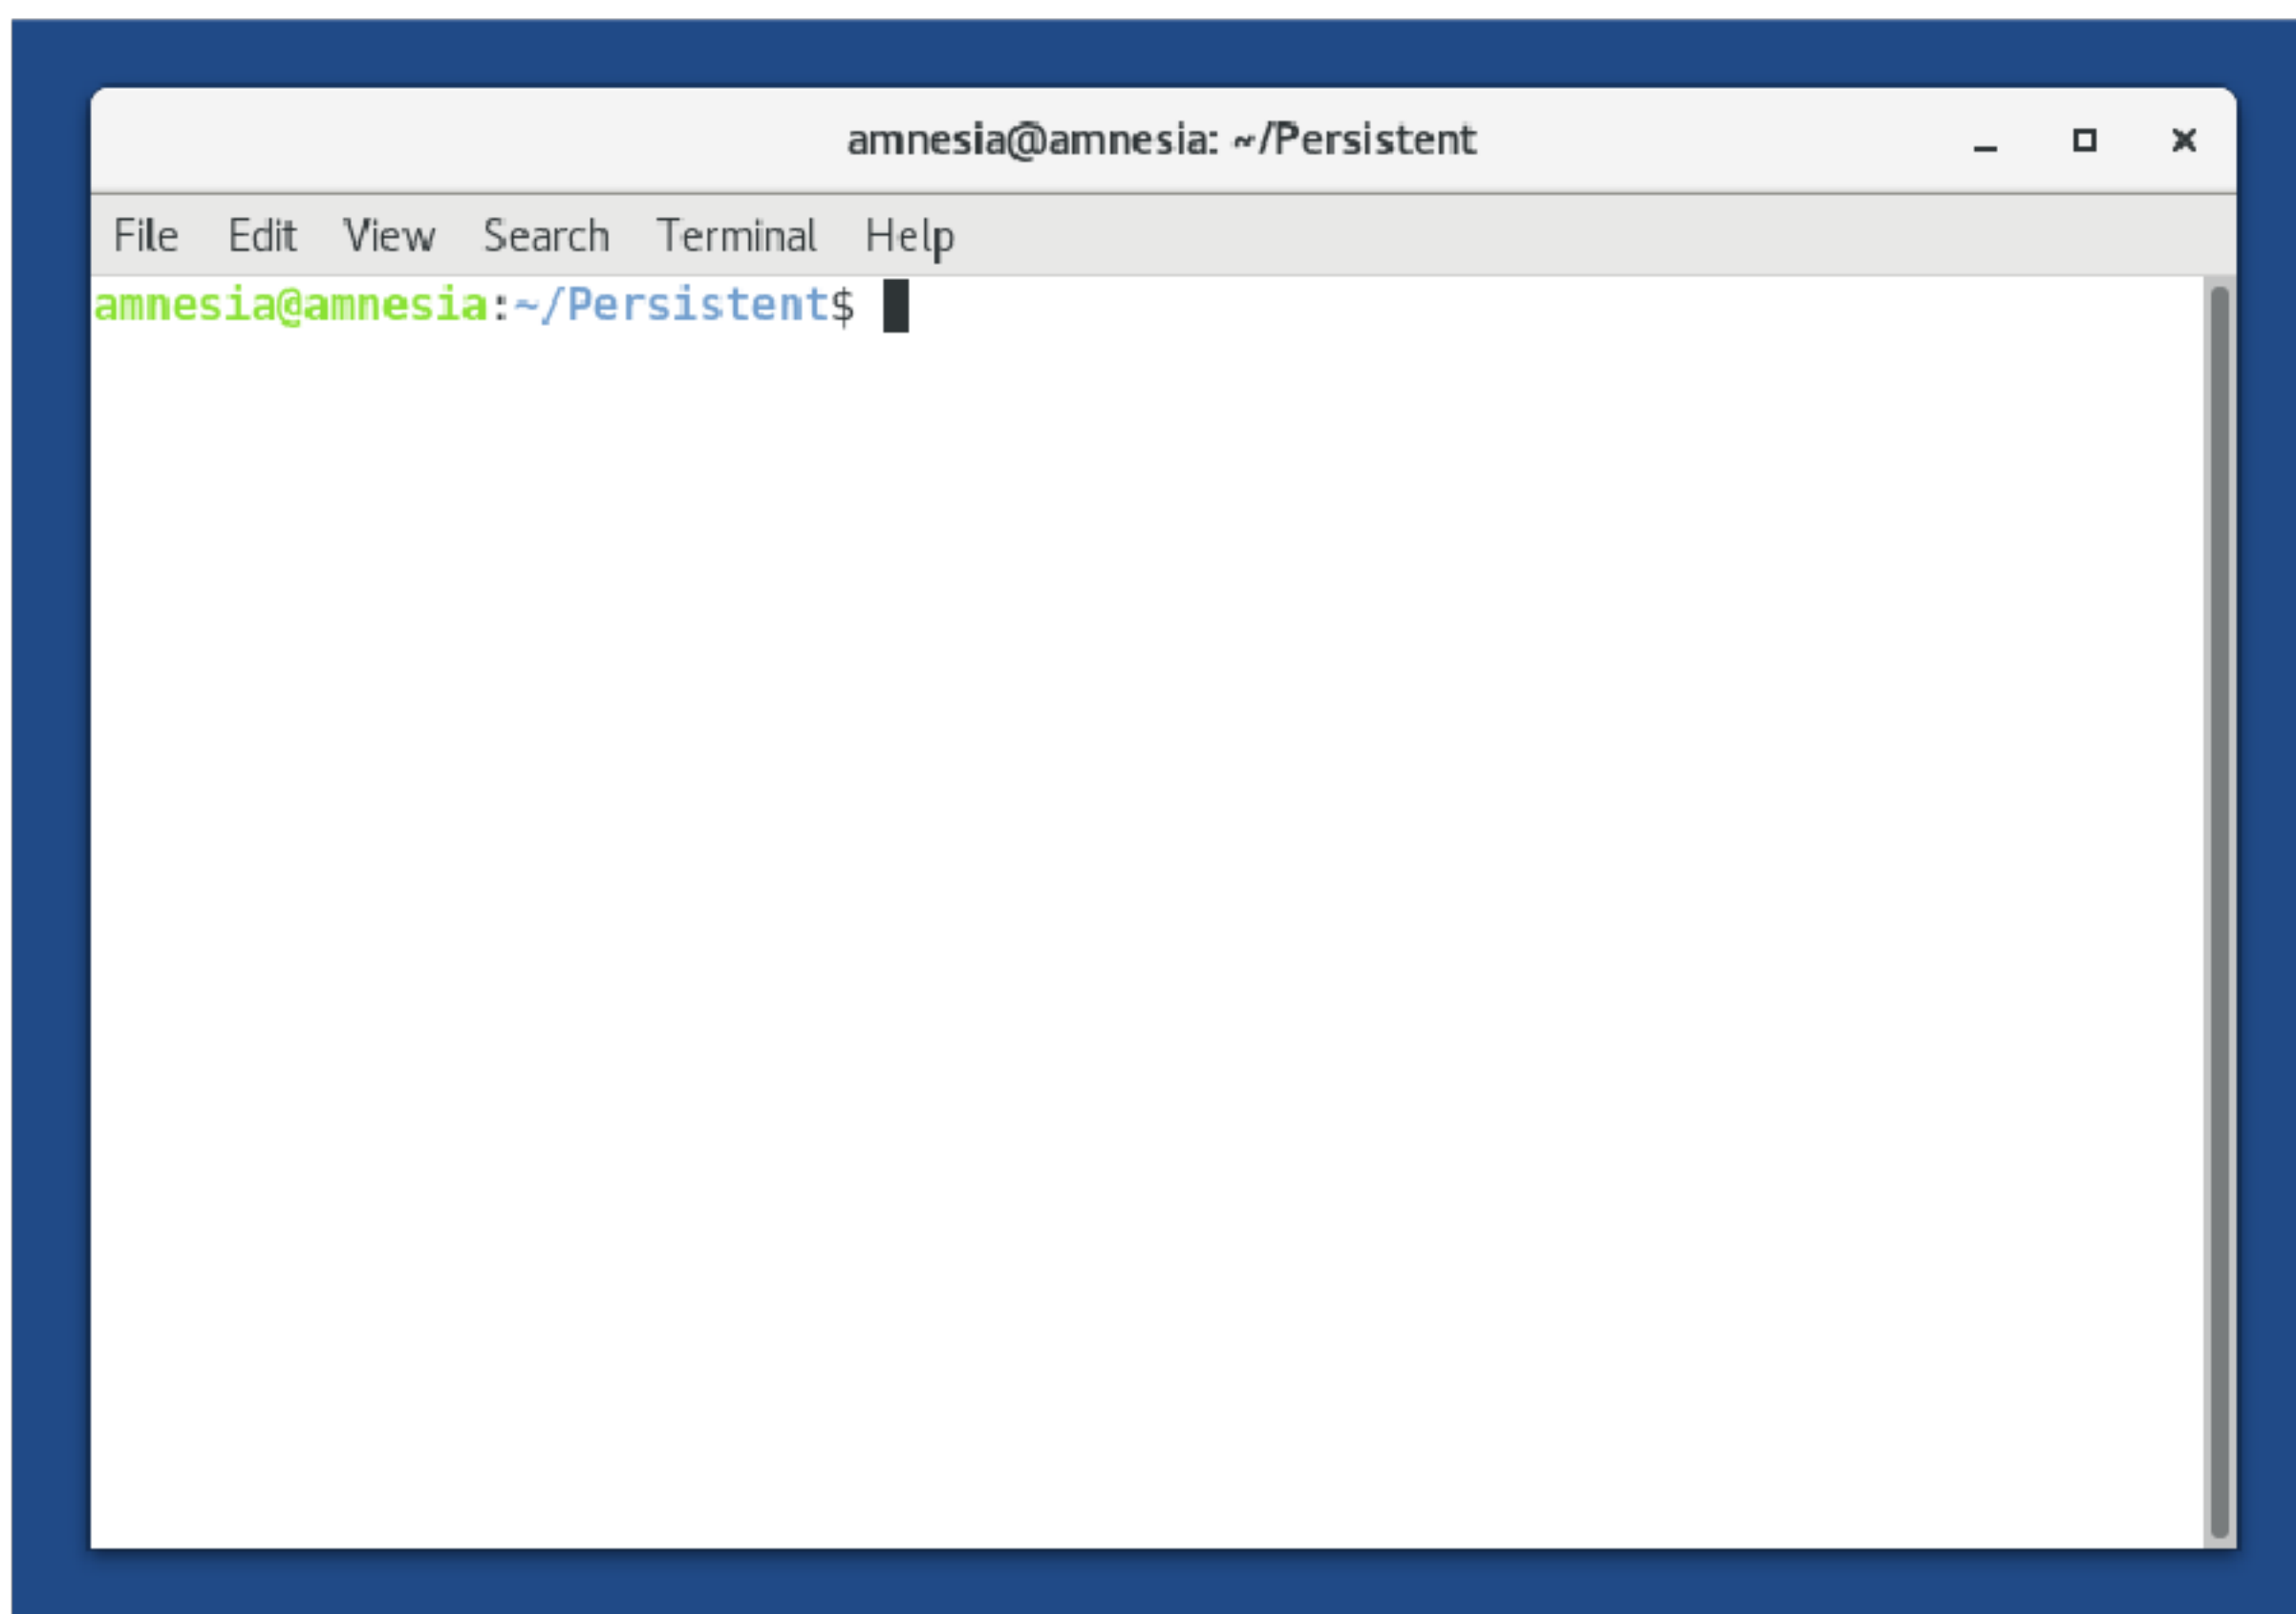 amnesia@amnesia: ~/Persistent
File Edit View Search Terminal Help
amnesia@amnesia:~/Persistent$